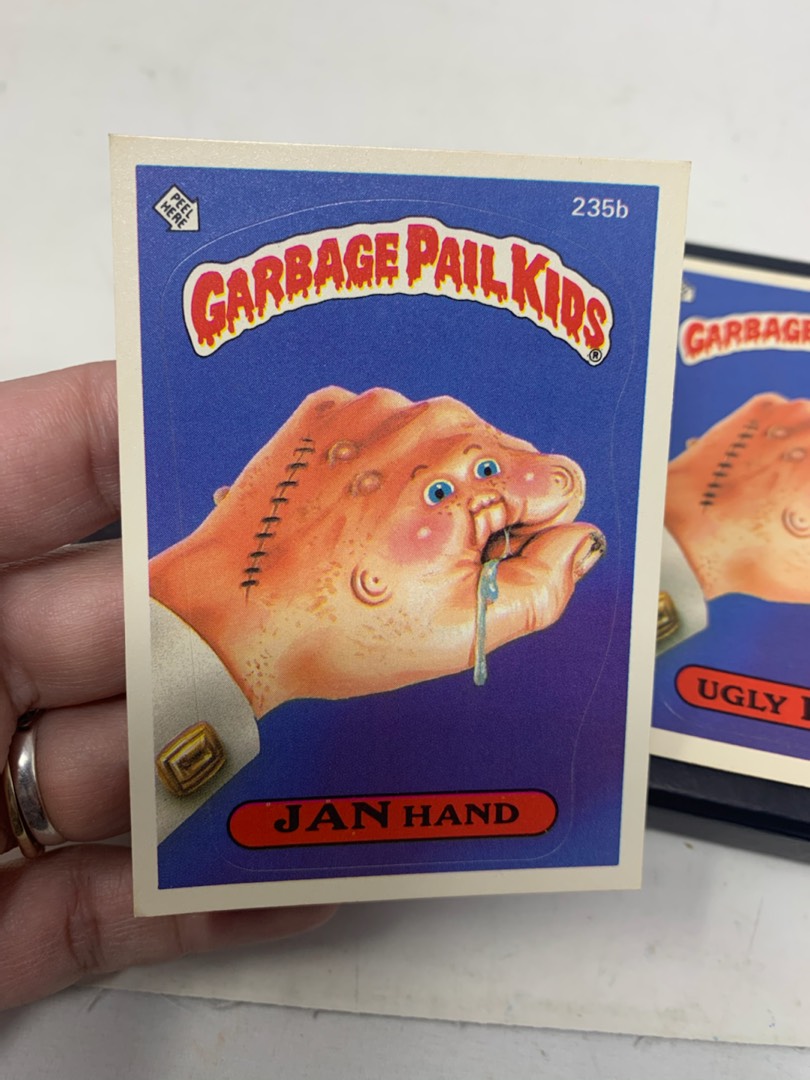 PEEL
HERE
235b
GARBAGE PAIL KIDS
®
JAN HAND
GARBAGE
UGLY